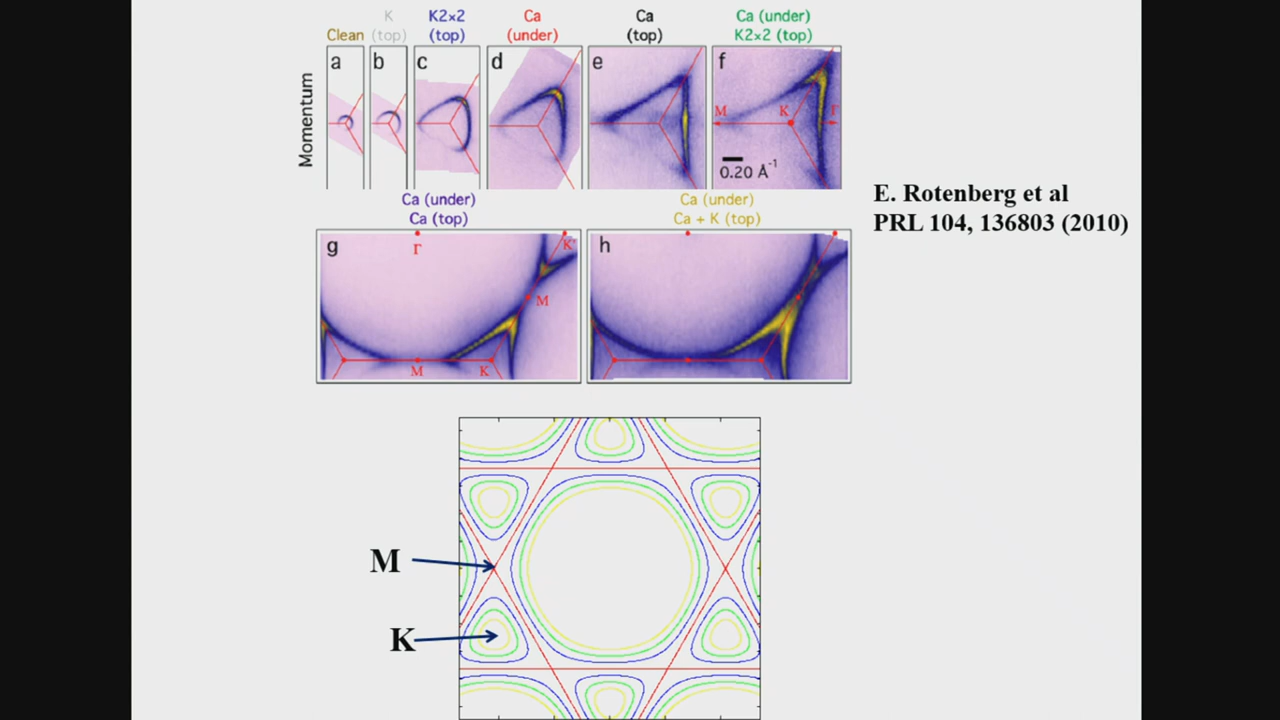 Clean
K
(top)
K2×2
(top)
Ca
(under)
Ca
(top)
Ca (under)
K2×2 (top)
Momentum
a
b
c
d
e
f
M
K
Γ
0.20 Å⁻¹
Ca (under)
Ca (top)
Ca (under)
Ca + K (top)
E. Rotenberg et al
PRL 104, 136803 (2010)
g
Γ
K'
M
M
K
h
M
K